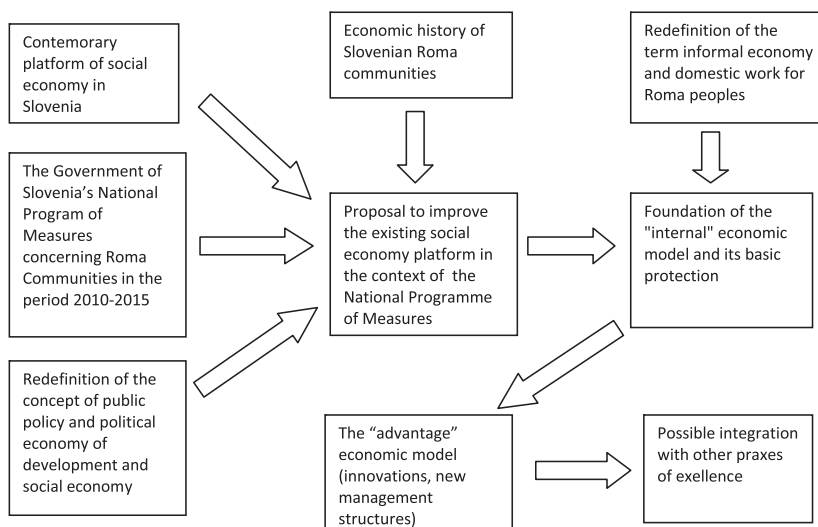 Contemorary
platform of social
economy in
Slovenia
Economic history of
Slovenian Roma
communities
Redefinition of the
term informal economy
and domestic work for
Roma peoples
The Government of
Slovenia’s National
Program of
Measures
concerning Roma
Communities in the
period 2010-2015
Proposal to improve
the existing social
economy platform in
the context of the
National Programme
of Measures
Foundation of the
"internal" economic
model and its basic
protection
Redefinition of the
concept of public
policy and political
economy of
development and
social economy
The “advantage”
economic model
(innovations, new
management
structures)
Possible integration
with other praxes
of exellence